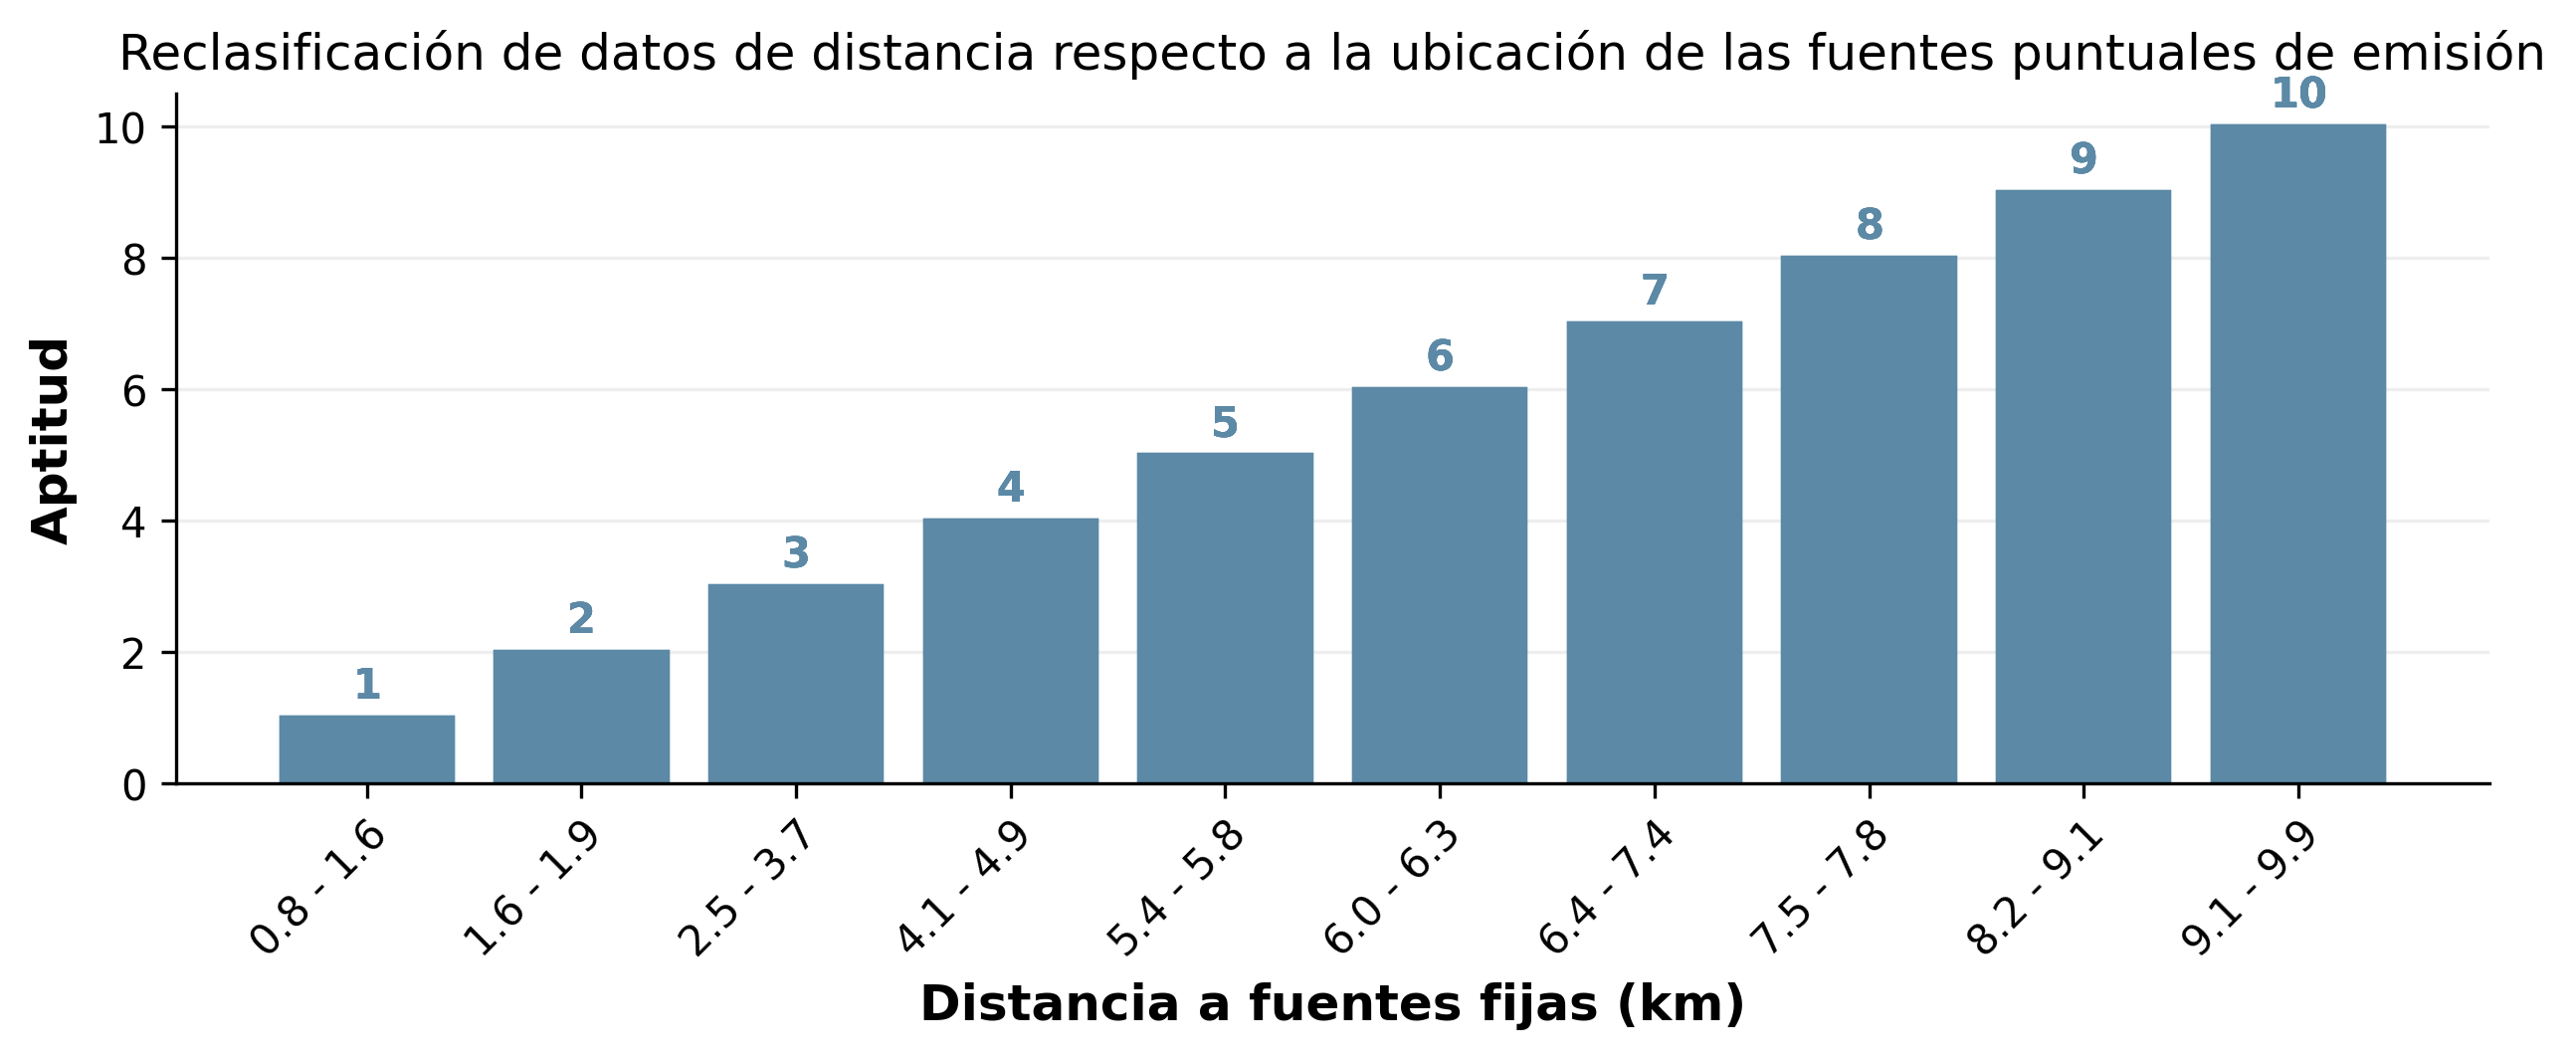 Reclasificación de datos de distancia respecto a la ubicación de las fuentes puntuales de emisión
Aptitud
10
8
6
4
2
0
1
2
3
4
5
6
7
8
9
10
0.8 - 1.6
1.6 - 1.9
2.5 - 3.7
4.1 - 4.9
5.4 - 5.8
6.0 - 6.3
6.4 - 7.4
7.5 - 7.8
8.2 - 9.1
9.1 - 9.9
Distancia a fuentes fijas (km)